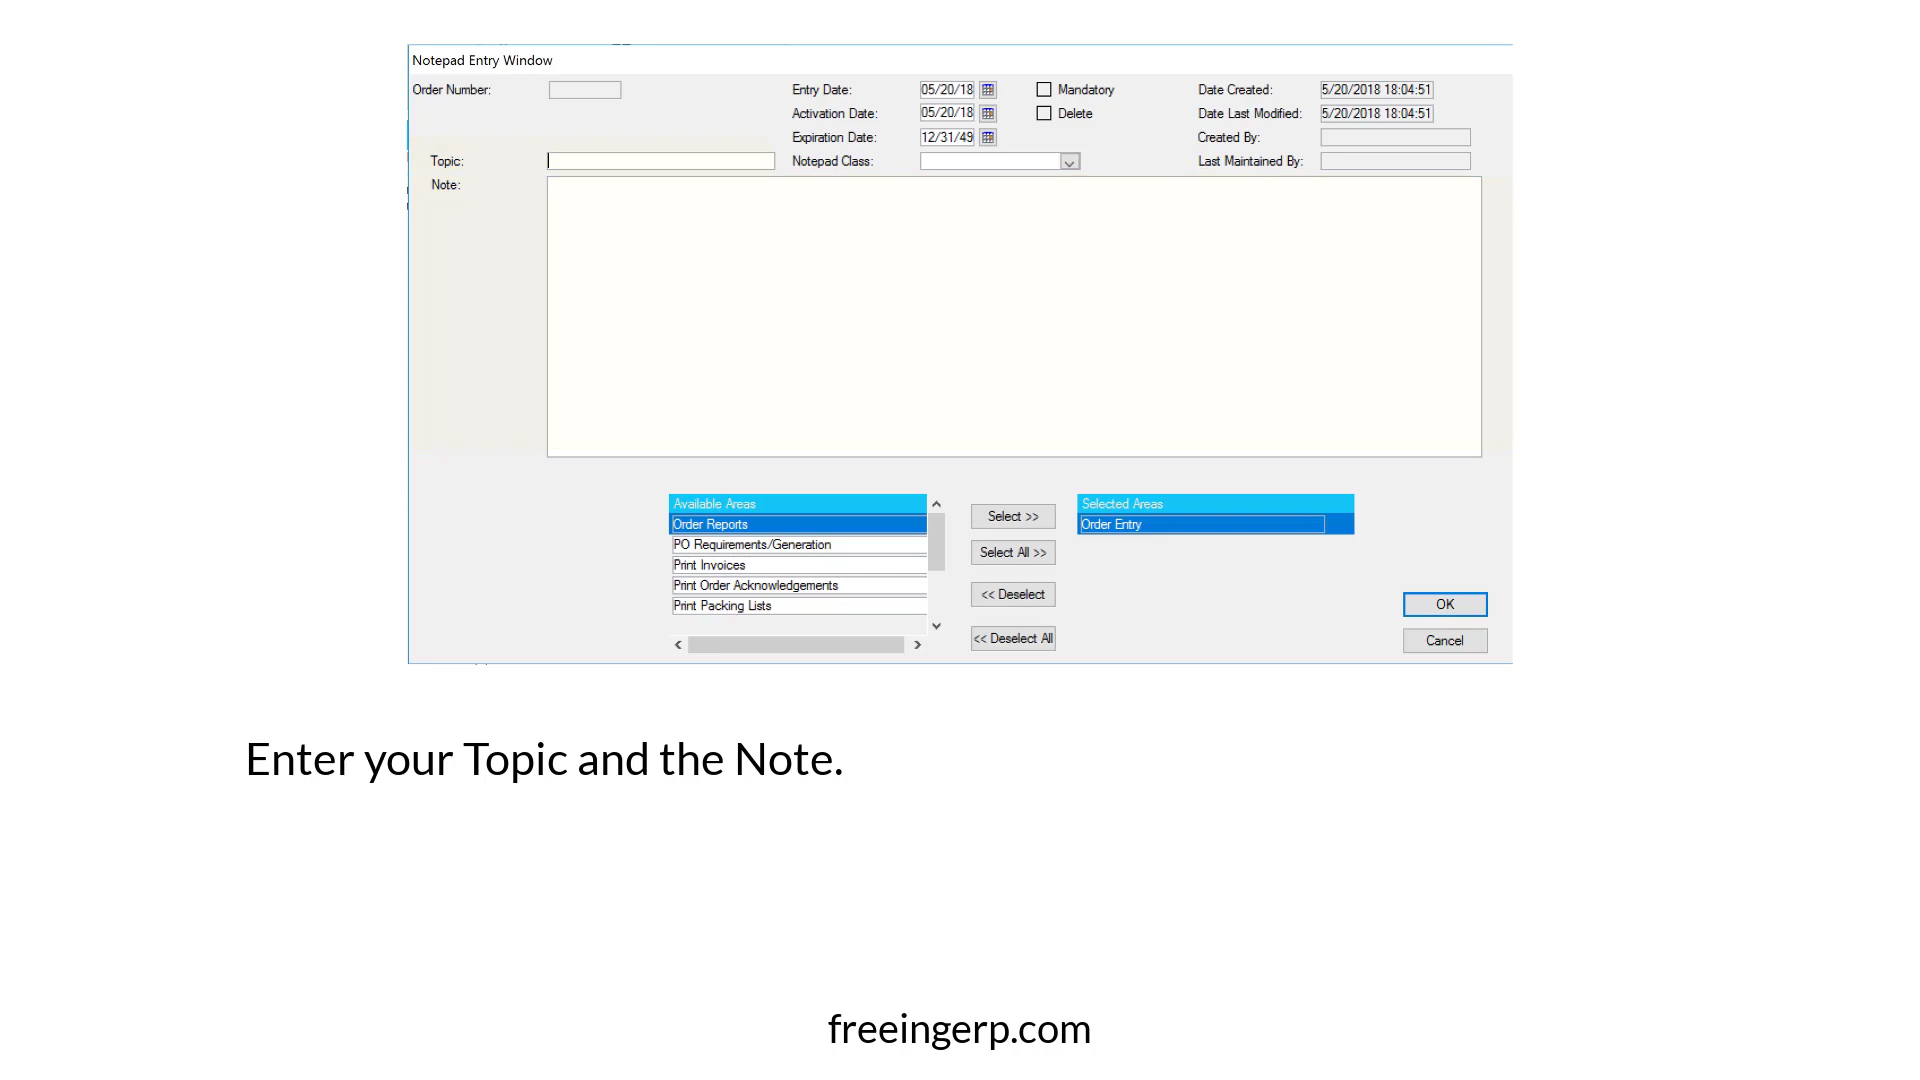 Notepad Entry Window
Order Number:
Entry Date: 05/20/18 Mandatory Date Created: 5/20/2018 18:04:51
Activation Date: 05/20/18 Delete Date Last Modified: 5/20/2018 18:04:51
Expiration Date: 12/31/49 Created By:
Topic: Notepad Class: Last Maintained By:
Note:
Available Areas
Order Reports
PO Requirements/Generation
Print Invoices
Print Order Acknowledgements
Print Packing Lists
Select >>
Select All >>
<< Deselect
<< Deselect All
Selected Areas
Order Entry
OK
Cancel
Enter your Topic and the Note.
freeingerp.com